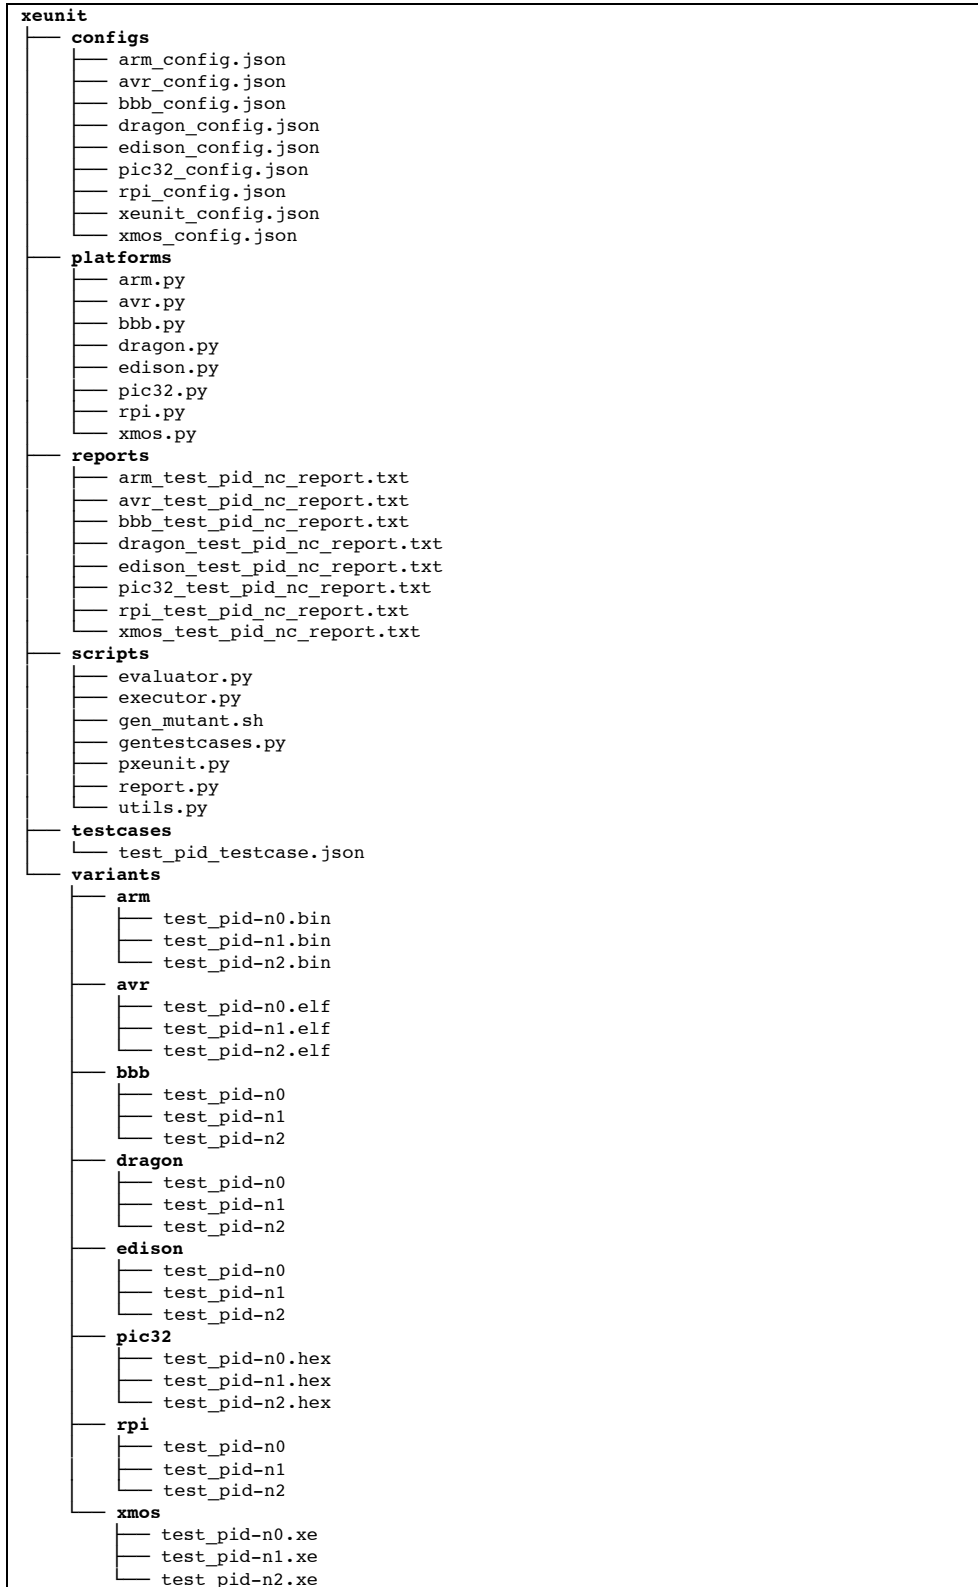 xeunit
configs
arm_config.json
avr_config.json
bbb_config.json
dragon_config.json
edison_config.json
pic32_config.json
rpi_config.json
xeunit_config.json
xmos_config.json
platforms
arm.py
avr.py
bbb.py
dragon.py
edison.py
pic32.py
rpi.py
xmos.py
reports
arm_test_pid_nc_report.txt
avr_test_pid_nc_report.txt
bbb_test_pid_nc_report.txt
dragon_test_pid_nc_report.txt
edison_test_pid_nc_report.txt
pic32_test_pid_nc_report.txt
rpi_test_pid_nc_report.txt
xmos_test_pid_nc_report.txt
scripts
evaluator.py
executor.py
gen_mutant.sh
gentestcases.py
pxeunit.py
report.py
utils.py
testcases
test_pid_testcase.json
variants
arm
test_pid-n0.bin
test_pid-n1.bin
test_pid-n2.bin
avr
test_pid-n0.elf
test_pid-n1.elf
test_pid-n2.elf
bbb
test_pid-n0
test_pid-n1
test_pid-n2
dragon
test_pid-n0
test_pid-n1
test_pid-n2
edison
test_pid-n0
test_pid-n1
test_pid-n2
pic32
test_pid-n0.hex
test_pid-n1.hex
test_pid-n2.hex
rpi
test_pid-n0
test_pid-n1
test_pid-n2
xmos
test_pid-n0.xe
test_pid-n1.xe
test_pid-n2.xe